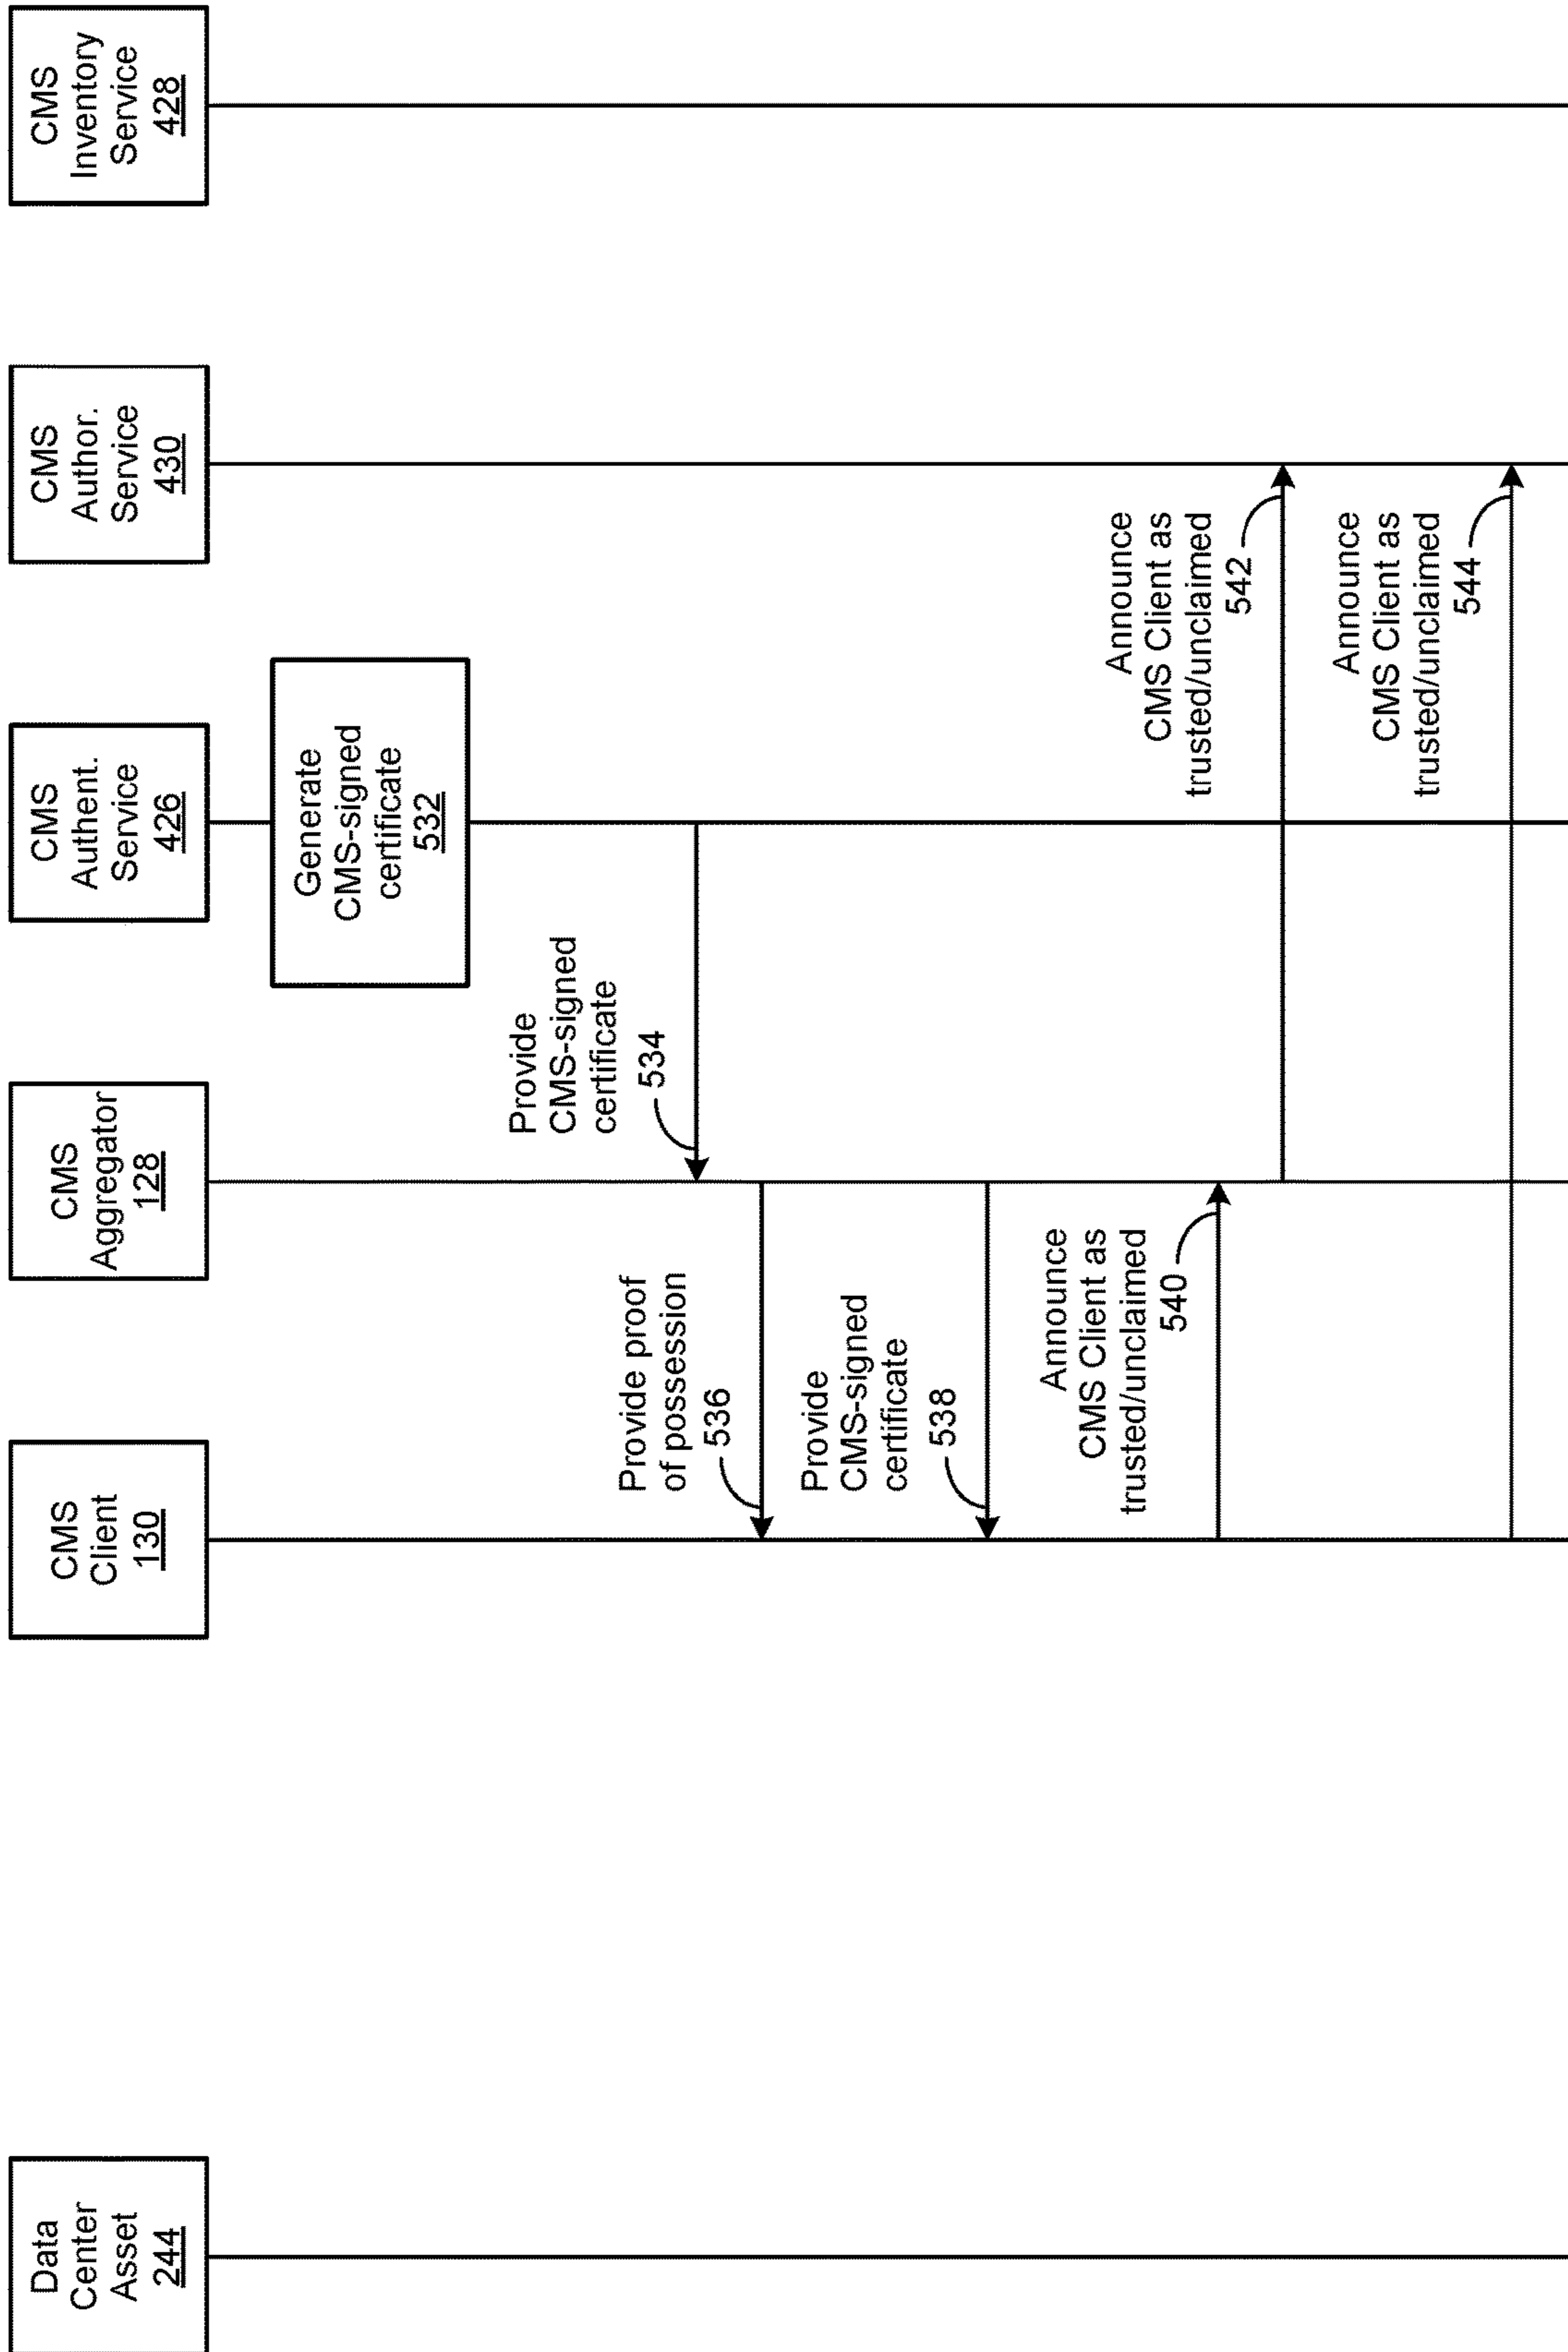 Data
Center
Asset
244
CMS
Client
130
CMS
Aggregator
128
CMS
Authent.
Service
426
CMS
Author.
Service
430
CMS
Inventory
Service
428
Generate
CMS-signed
certificate
532
Provide
CMS-signed
certificate
534
Provide proof
of possession
536
Provide
CMS-signed
certificate
538
Announce
CMS Client as
trusted/unclaimed
540
Announce
CMS Client as
trusted/unclaimed
542
Announce
CMS Client as
trusted/unclaimed
544